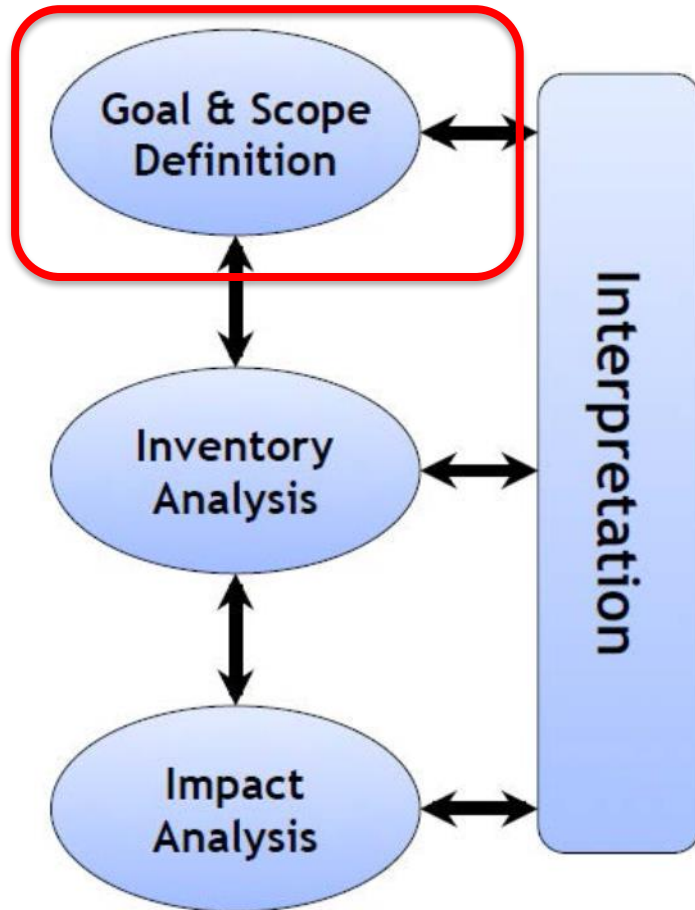 Goal & Scope
Definition
Inventory
Analysis
Impact
Analysis
Interpretation